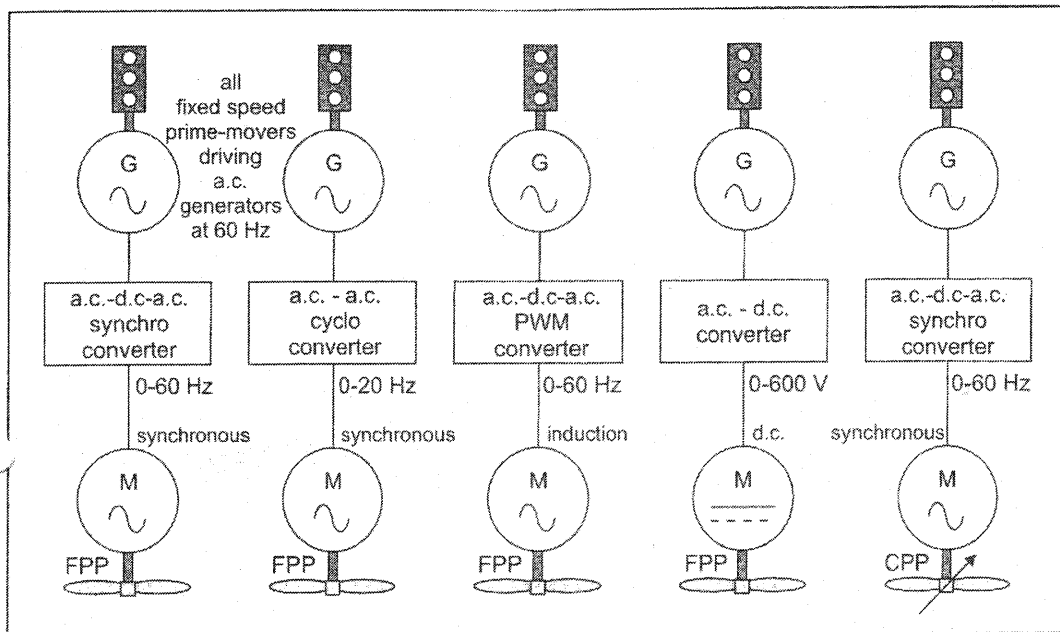 all
fixed speed
prime-movers
driving
a.c.
generators
at 60 Hz
G
G
G
G
G
a.c.-d.c-a.c.
synchro
converter
a.c. - a.c.
cyclo
converter
a.c.-d.c-a.c.
PWM
converter
a.c. - d.c.
converter
a.c.-d.c-a.c.
synchro
converter
0-60 Hz
0-20 Hz
0-60 Hz
0-600 V
0-60 Hz
synchronous
synchronous
induction
d.c.
synchronous
M
M
M
M
M
FPP
FPP
FPP
FPP
CPP